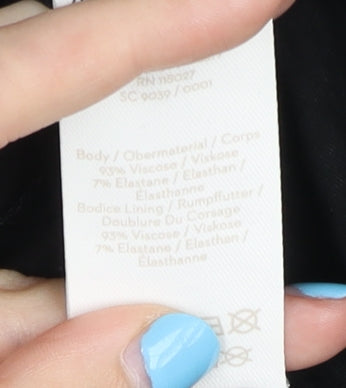 RN 118027
SC 9039 / 0001
Body / Obermaterial / Corps
93% Viscose / Viskose
7% Elastane / Elasthan /
Élasthanne
Bodice Lining / Rumpffutter /
Doublure Du Corsage
93% Viscose / Viskose
7% Elastane / Elasthan /
Élasthanne